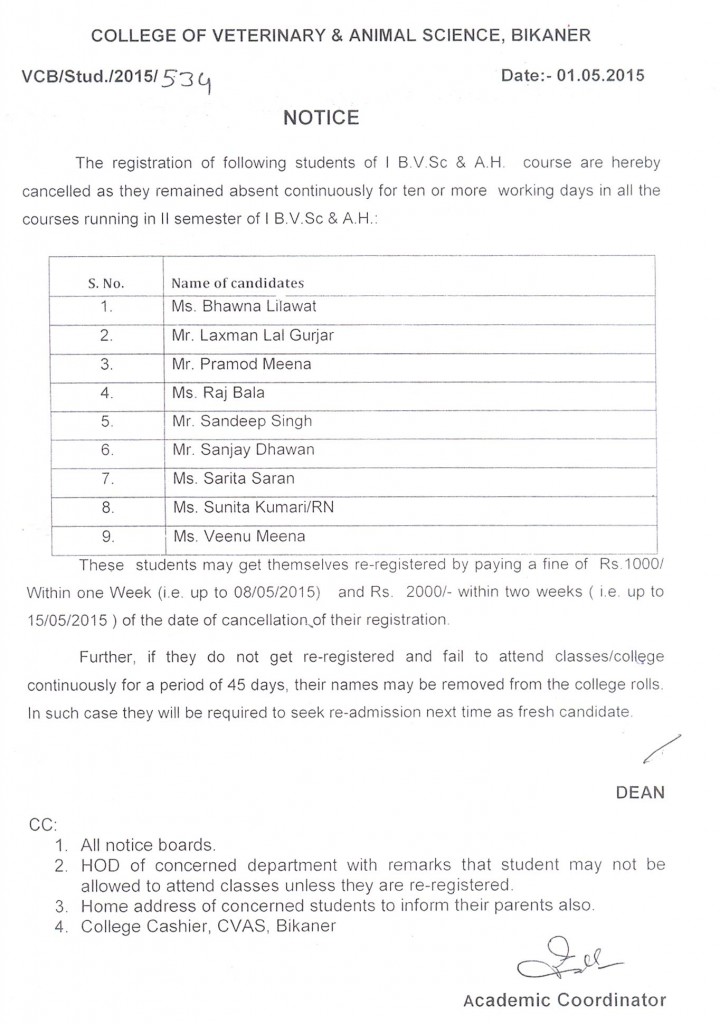 COLLEGE OF VETERINARY & ANIMAL SCIENCE, BIKANER
VCB/Stud./2015/534 Date:- 01.05.2015
NOTICE
The registration of following students of I B.V.Sc & A.H. course are hereby
cancelled as they remained absent continuously for ten or more working days in all the
courses running in II semester of I B.V.Sc & A.H.:
S. No. Name of candidates
1. Ms. Bhawna Lilawat
2. Mr. Laxman Lal Gurjar
3. Mr. Pramod Meena
4. Ms. Raj Bala
5. Mr. Sandeep Singh
6. Mr. Sanjay Dhawan
7. Ms. Sarita Saran
8. Ms. Sunita Kumari/RN
9. Ms. Veenu Meena
These students may get themselves re-registered by paying a fine of Rs.1000/
Within one Week (i.e. up to 08/05/2015) and Rs. 2000/- within two weeks ( i.e. up to
15/05/2015 ) of the date of cancellation of their registration.
Further, if they do not get re-registered and fail to attend classes/college
continuously for a period of 45 days, their names may be removed from the college rolls.
In such case they will be required to seek re-admission next time as fresh candidate.
DEAN
CC:
1. All notice boards.
2. HOD of concerned department with remarks that student may not be
allowed to attend classes unless they are re-registered.
3. Home address of concerned students to inform their parents also.
4. College Cashier, CVAS, Bikaner
Academic Coordinator